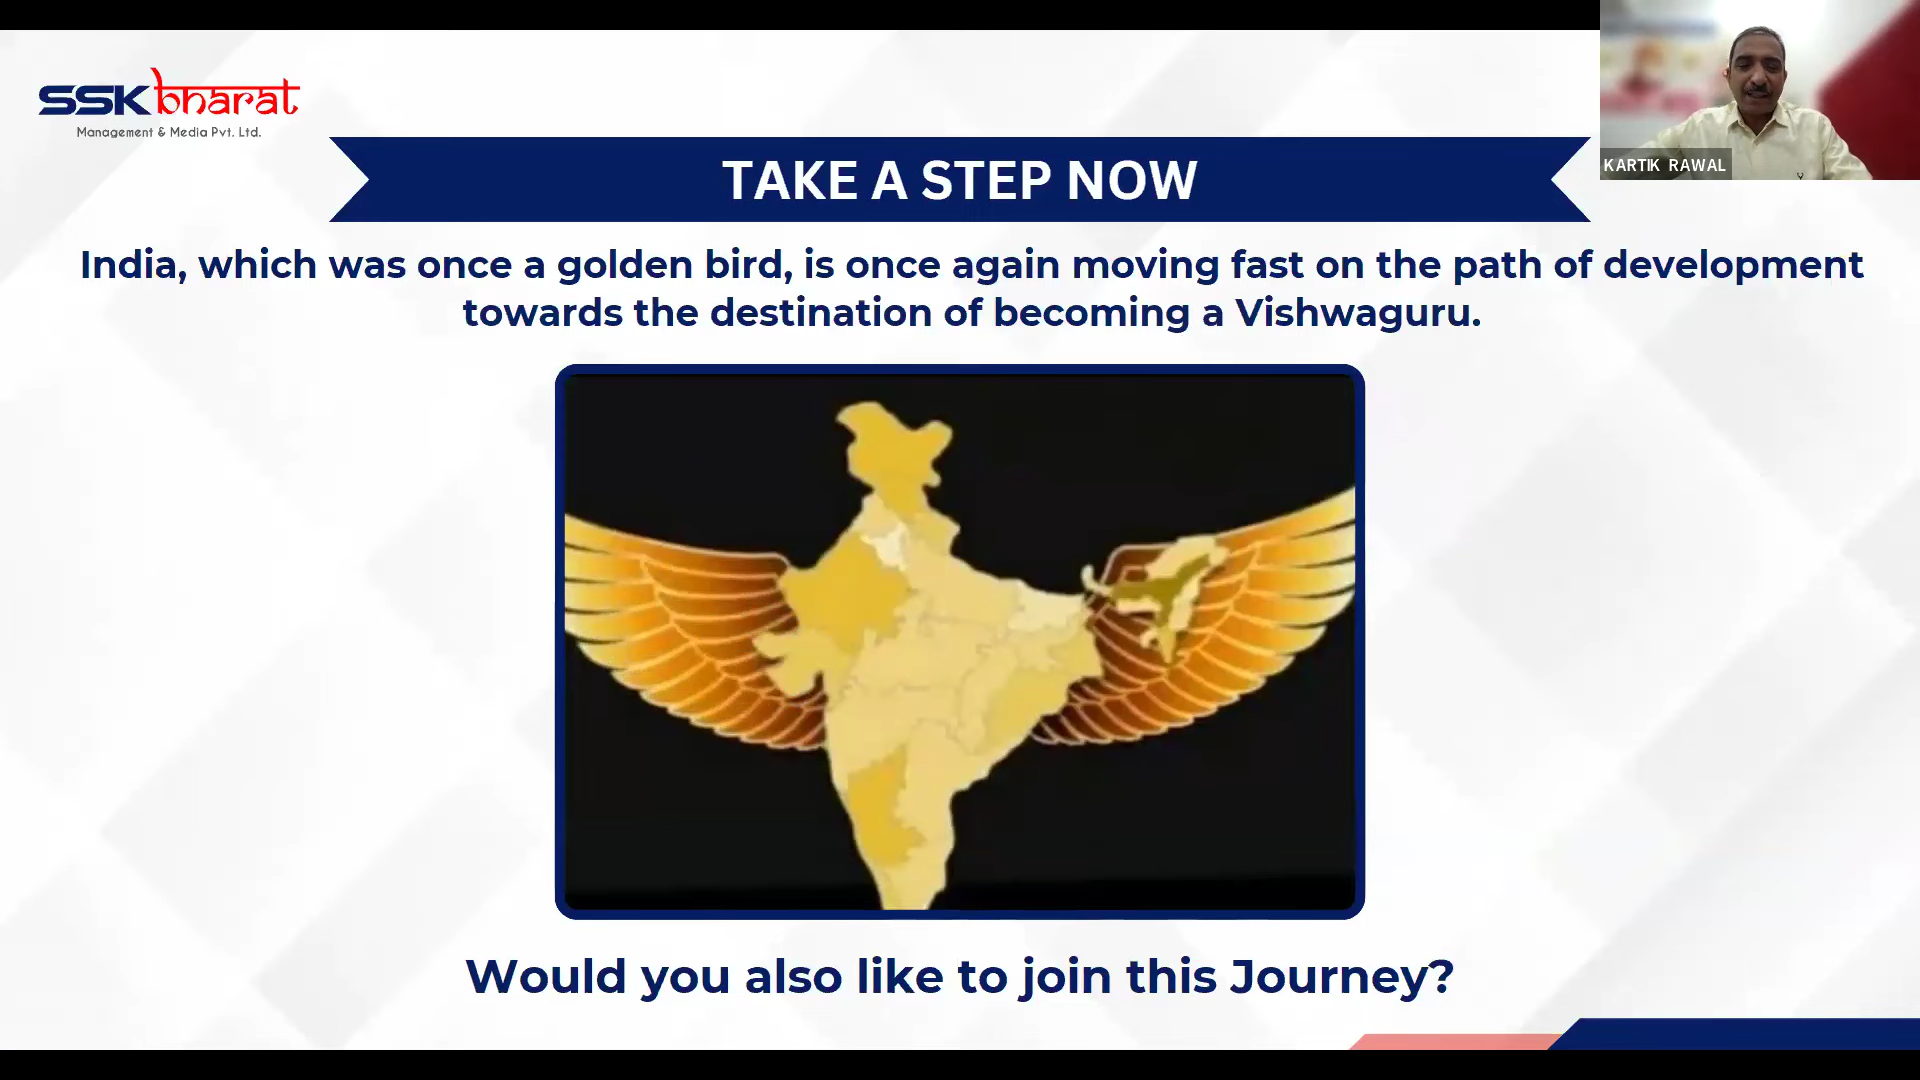 SSK bharat
Management & Media Pvt. Ltd.
KARTIK RAWAL
TAKE A STEP NOW
India, which was once a golden bird, is once again moving fast on the path of development
towards the destination of becoming a Vishwaguru.
Would you also like to join this Journey?